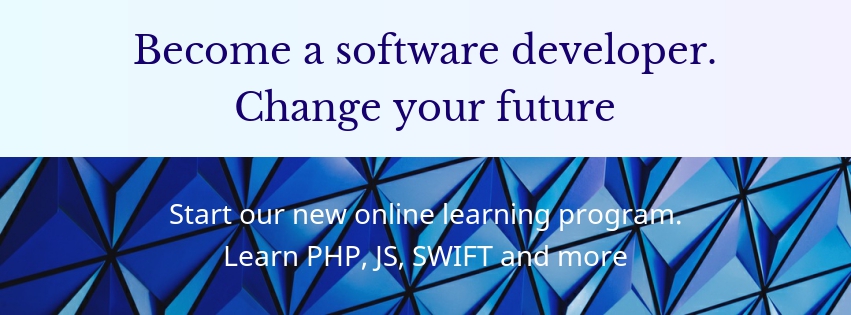 Become a software developer.
Change your future
Start our new online learning program.
Learn PHP, JS, SWIFT and more